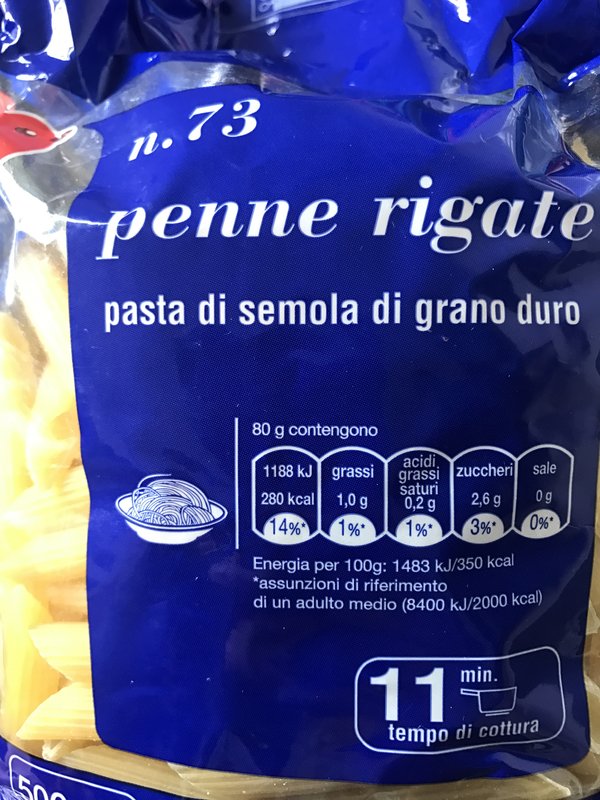 n. 73
penne rigate
pasta di semola di grano duro
80 g contengono
1188 kJ
280 kcal
14%*
grassi
1,0 g
1%*
acidi
grassi
saturi
0,2 g
1%*
zuccheri
2,6 g
3%*
sale
0 g
0%*
Energia per 100g: 1483 kJ/350 kcal
*assunzioni di riferimento
di un adulto medio (8400 kJ/2000 kcal)
11 min.
tempo di cottura